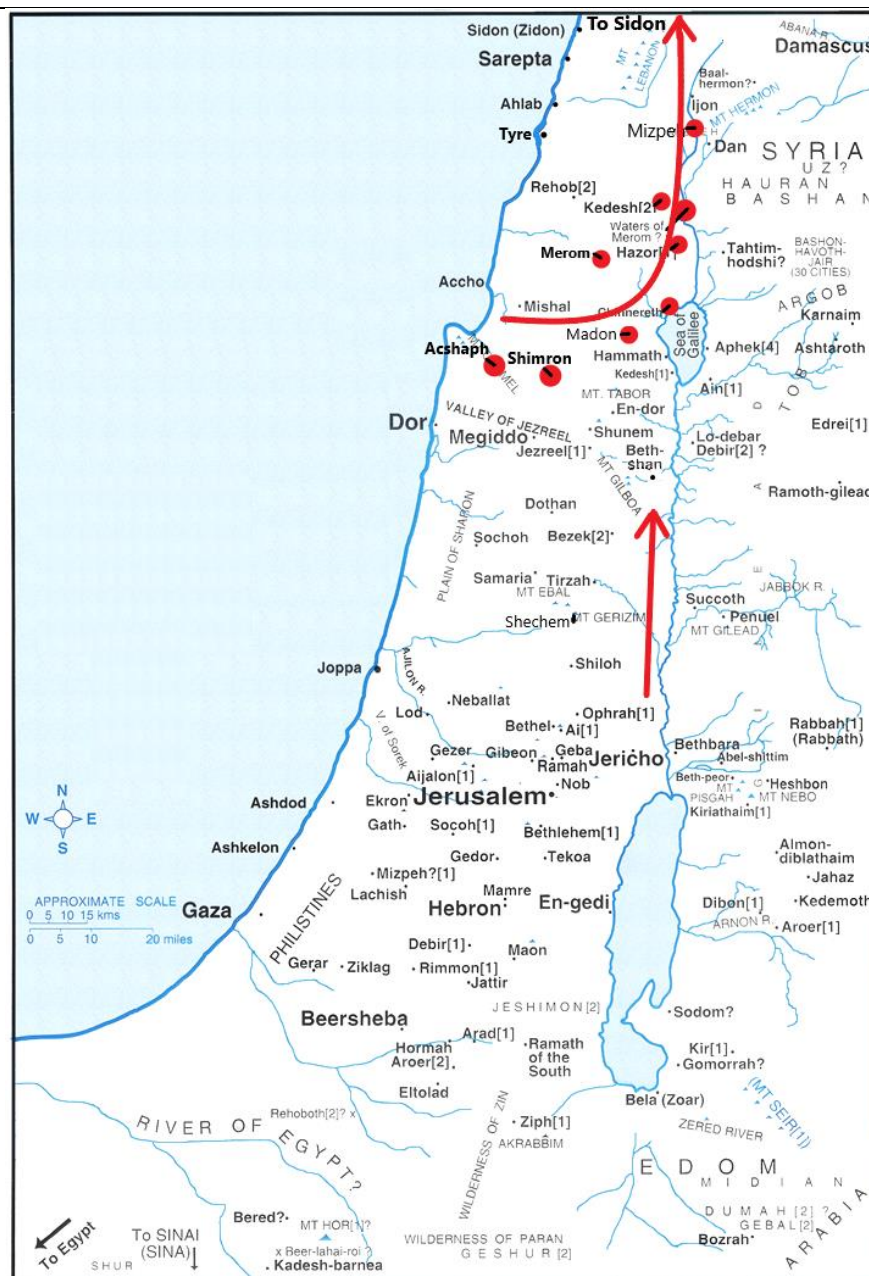 Sidon (Zidon)
To Sidon
ABANA R.
Damascus
Sarepta
MT
LEBANON
Baal-
hermon?
Ahlab
Ijon
MT HERMON
Tyre
Mizpeh
Dan
SYRIA
UZ?
HAURAN
BASHAN
Rehob[2]
Kedesh[2]
Waters of
Merom ?
Merom
Hazor[1]
Tahtim-
hodshi?
BASHON-
HAVOTH-
JAIR
(30 CITIES)
Accho
Mishal
Chinnereth
ARGOB
Karnaim
Madon
Sea of
Galilee
Acshaph
Shimron
MEL
Hammath
Aphek[4]
Ashtaroth
Kedesh[1]
TOB
Ain[1]
MT. TABOR
En-dor
Dor
VALLEY OF JEZREEL
Megiddo
Shunem
Lo-debar
Debir[2] ?
Edrei[1]
Jezreel[1]
Beth-
shan
MT GILBOA
Ramoth-gilead
Dothan
PLAIN OF SHARON
Sochoh
Bezek[2]
Samaria
Tirzah
MT EBAL
JABBOK R.
Succoth
Penuel
Shechem
MT GERIZIM
MT GILEAD
Joppa
AJILON R.
Shiloh
Neballat
Lod
Ophrah[1]
Bethel
Ai[1]
Rabbah[1]
(Rabbath)
V. of Sorek
Gezer
Gibeon
Geba
Jericho
Bethbara
Abel-shittim
Ramah
Aijalon[1]
Nob
Beth-peor
MT
PISGAH
Heshbon
MT NEBO
Ashdod
Ekron
Jerusalem
Kiriathaim[1]
N
W E
S
Gath
Socoh[1]
Bethlehem[1]
Ashkelon
Gedor
Tekoa
Almon-
diblathaim
Mizpeh?[1]
Jahaz
Lachish
Mamre
APPROXIMATE SCALE
0 5 10 15 kms
0 10 20 miles
Gaza
PHILISTINES
Hebron
En-gedi
Dibon[1]
Kedemoth
ARNON R.
Aroer[1]
Debir[1]
Maon
Gerar
Ziklag
Rimmon[1]
Jattir
JESHIMON[2]
Sodom?
Beersheba
Arad[1]
Hormah
Aroer[2]
Ramath
of the
South
Kir[1]
Gomorrah?
Eltolad
Bela (Zoar)
(MT SEIR[1])
RIVER OF EGYPT?
Rehoboth[2]? x
WILDERNESS OF ZIN
Ziph[1]
AKRABBIM
ZERED RIVER
EDOM
MIDIAN
DUMAH [2] ?
GEBAL[2]
ARABIA
Bered?
To SINAI
(SINA)
MT HOR[1]?
x Beer-lahai-roi ?
Kadesh-barnea
WILDERNESS OF PARAN
GESHUR [2]
Bozrah
To Egypt
SHUR